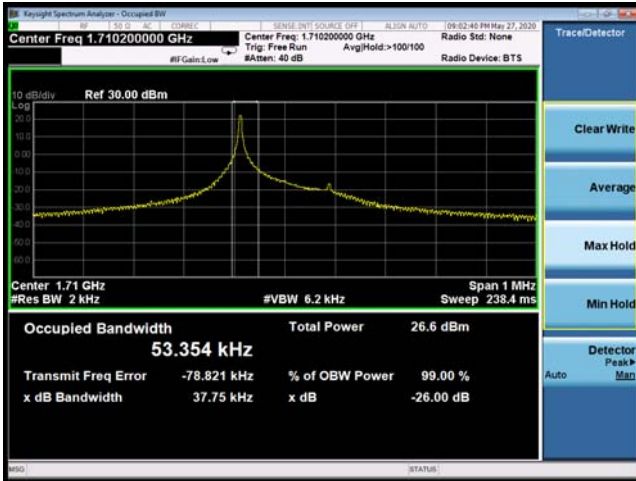 Keysight Spectrum Analyzer - Occupied BW
RF 50 Ω AC CORREC SENSE:INT SOURCE OFF ALIGN AUTO 09:02:40 PM May 27, 2020
Center Freq 1.710200000 GHz
Center Freq: 1.710200000 GHz
Radio Std: None
Trig: Free Run Avg|Hold:>100/100
#IFGain:Low #Atten: 40 dB Radio Device: BTS
Trace/Detector
10 dB/div Ref 30.00 dBm
Log
20.0
10.0
0.00
-10.0
-20.0
-30.0
-40.0
-50.0
-60.0
Center 1.71 GHz Span 1 MHz
#Res BW 2 kHz #VBW 6.2 kHz Sweep 238.4 ms
Occupied Bandwidth Total Power 26.6 dBm
53.354 kHz
Transmit Freq Error -78.821 kHz % of OBW Power 99.00 %
x dB Bandwidth 37.75 kHz x dB -26.00 dB
Clear Write
Average
Max Hold
Min Hold
Detector
Peak▶
Auto Man
MSG STATUS